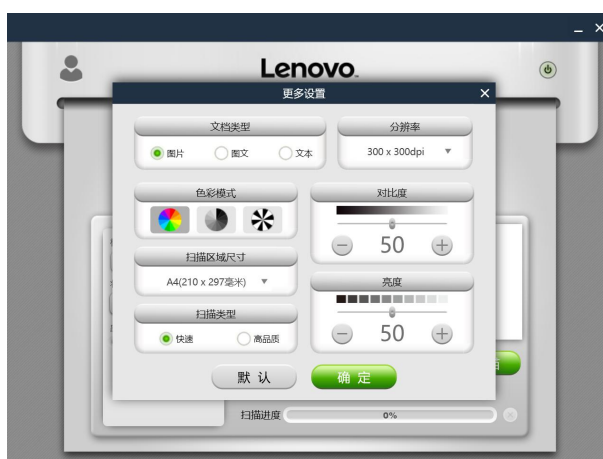 Lenovo
更多设置
文档类型
图片 图文 文本
分辨率
300 x 300dpi
色彩模式
对比度
50
扫描区域尺寸
A4(210 x 297毫米)
亮度
50
扫描类型
快速 高品质
默 认 确 定
扫描进度 0%